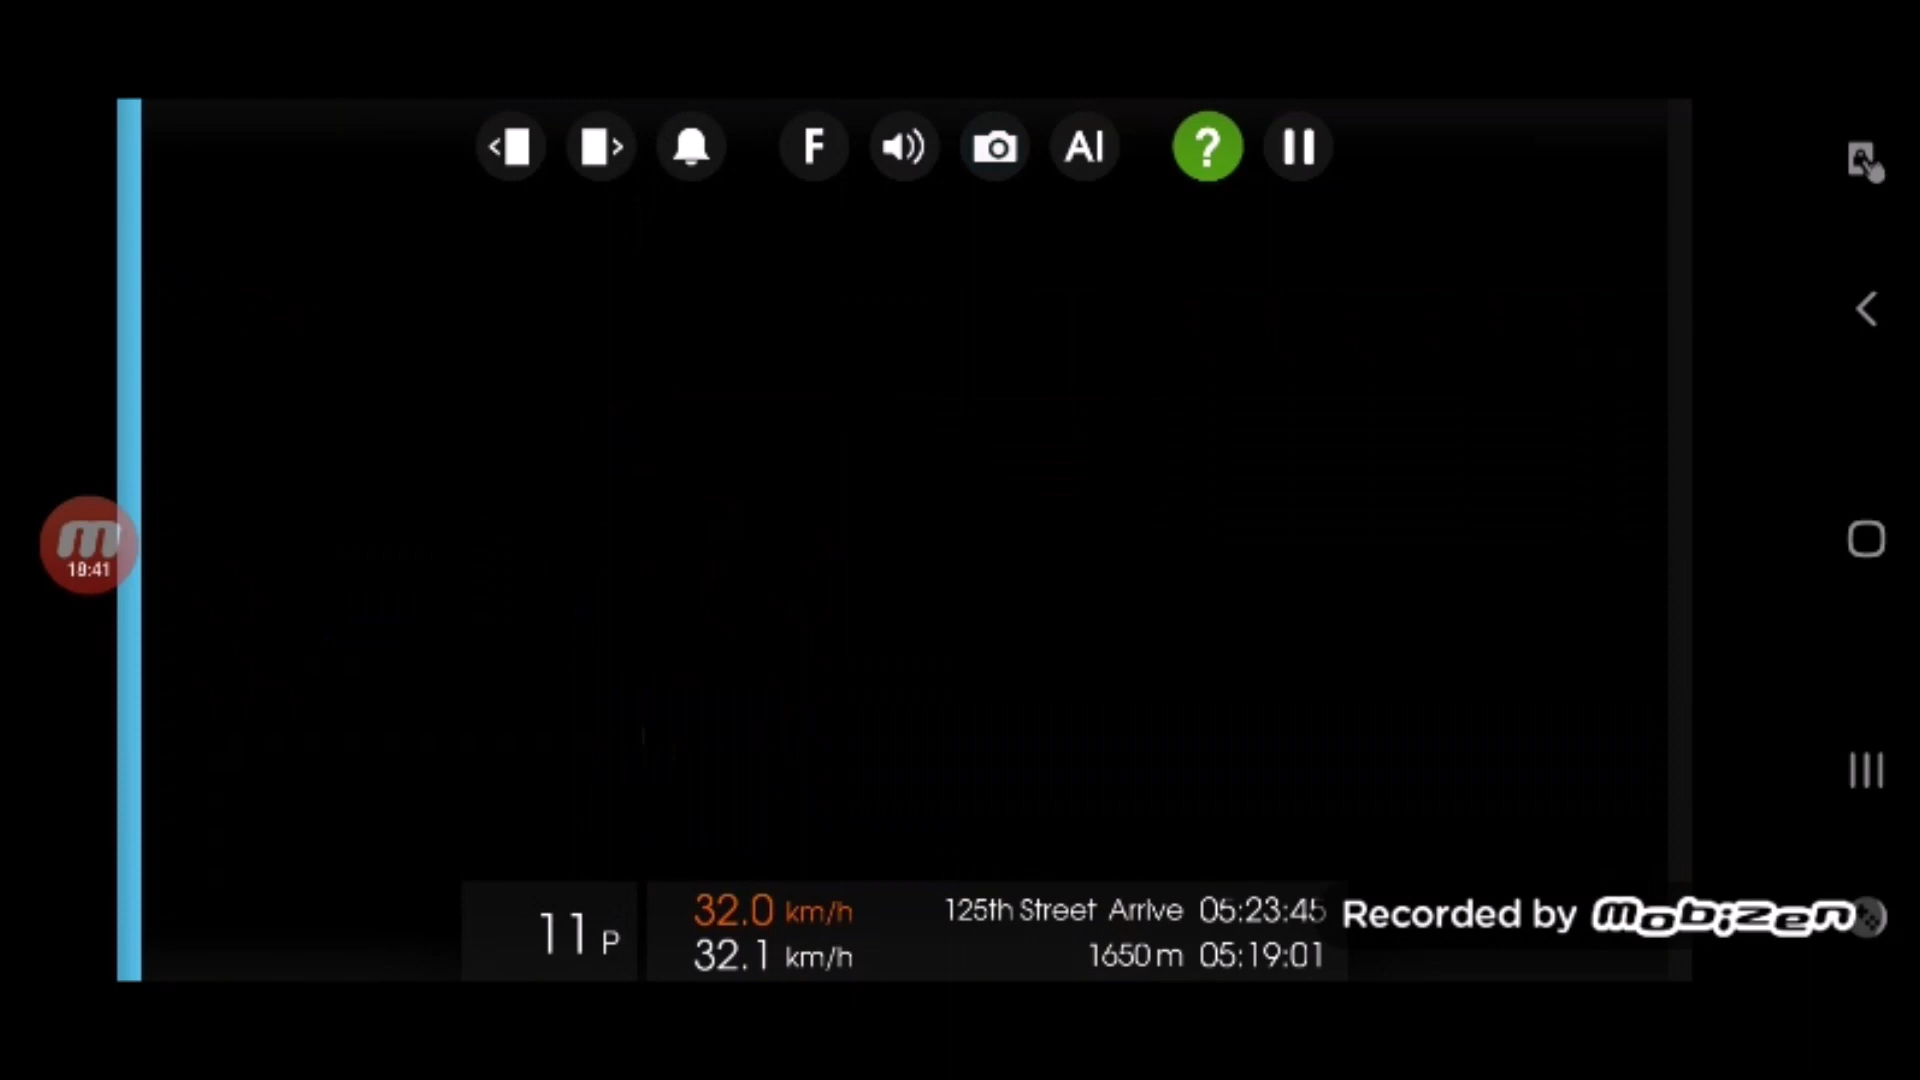 F
AI
?
m
18:41
11 P
32.0 km/h
32.1 km/h
125th Street Arrive 05:23:45
1650 m 05:19:01
Recorded by mobizen